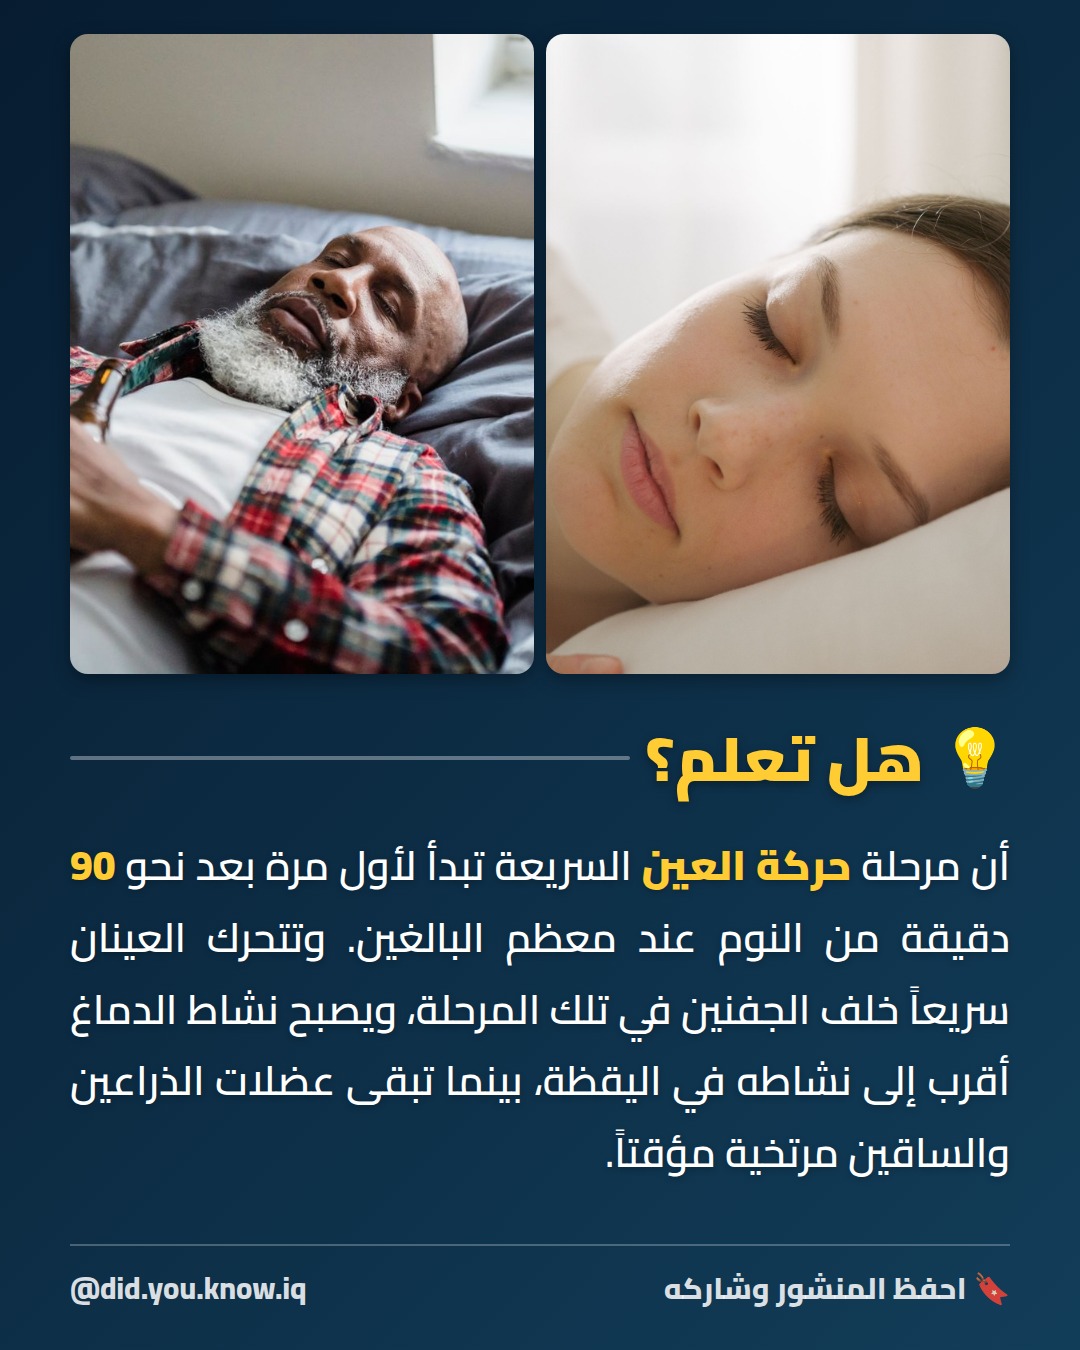 💡 هل تعلم؟
أن مرحلة حركة العين السريعة تبدأ لأول مرة بعد نحو 90
دقيقة من النوم عند معظم البالغين. وتتحرك العينان
سريعاً خلف الجفنين في تلك المرحلة، ويصبح نشاط الدماغ
أقرب إلى نشاطه في اليقظة، بينما تبقى عضلات الذراعين
والساقين مرتخية مؤقتاً.
🔖 احفظ المنشور وشاركه
@did.you.know.iq